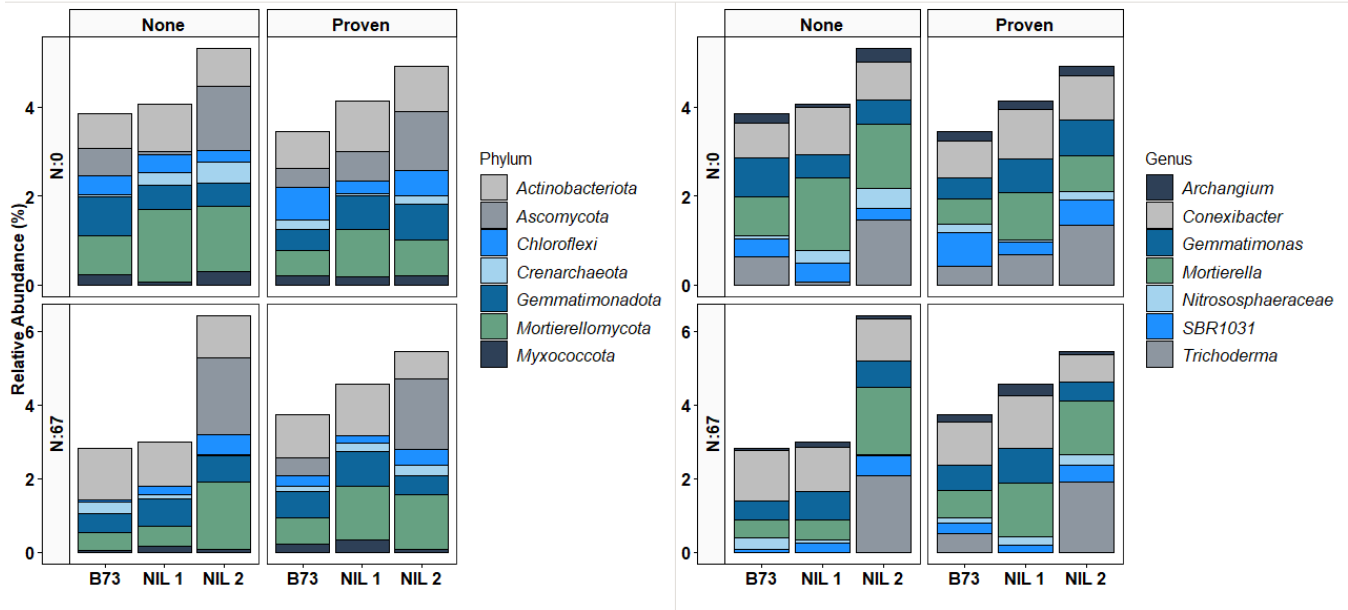 None
Proven
N:0
4
2
0
N:67
6
4
2
0
Relative Abundance (%)
B73
NIL 1
NIL 2
B73
NIL 1
NIL 2
Phylum
Actinobacteriota
Ascomycota
Chloroflexi
Crenarchaeota
Gemmatimonadota
Mortierellomycota
Myxococcota
None
Proven
N:0
4
2
0
N:67
6
4
2
0
B73
NIL 1
NIL 2
B73
NIL 1
NIL 2
Genus
Archangium
Conexibacter
Gemmatimonas
Mortierella
Nitrososphaeraceae
SBR1031
Trichoderma